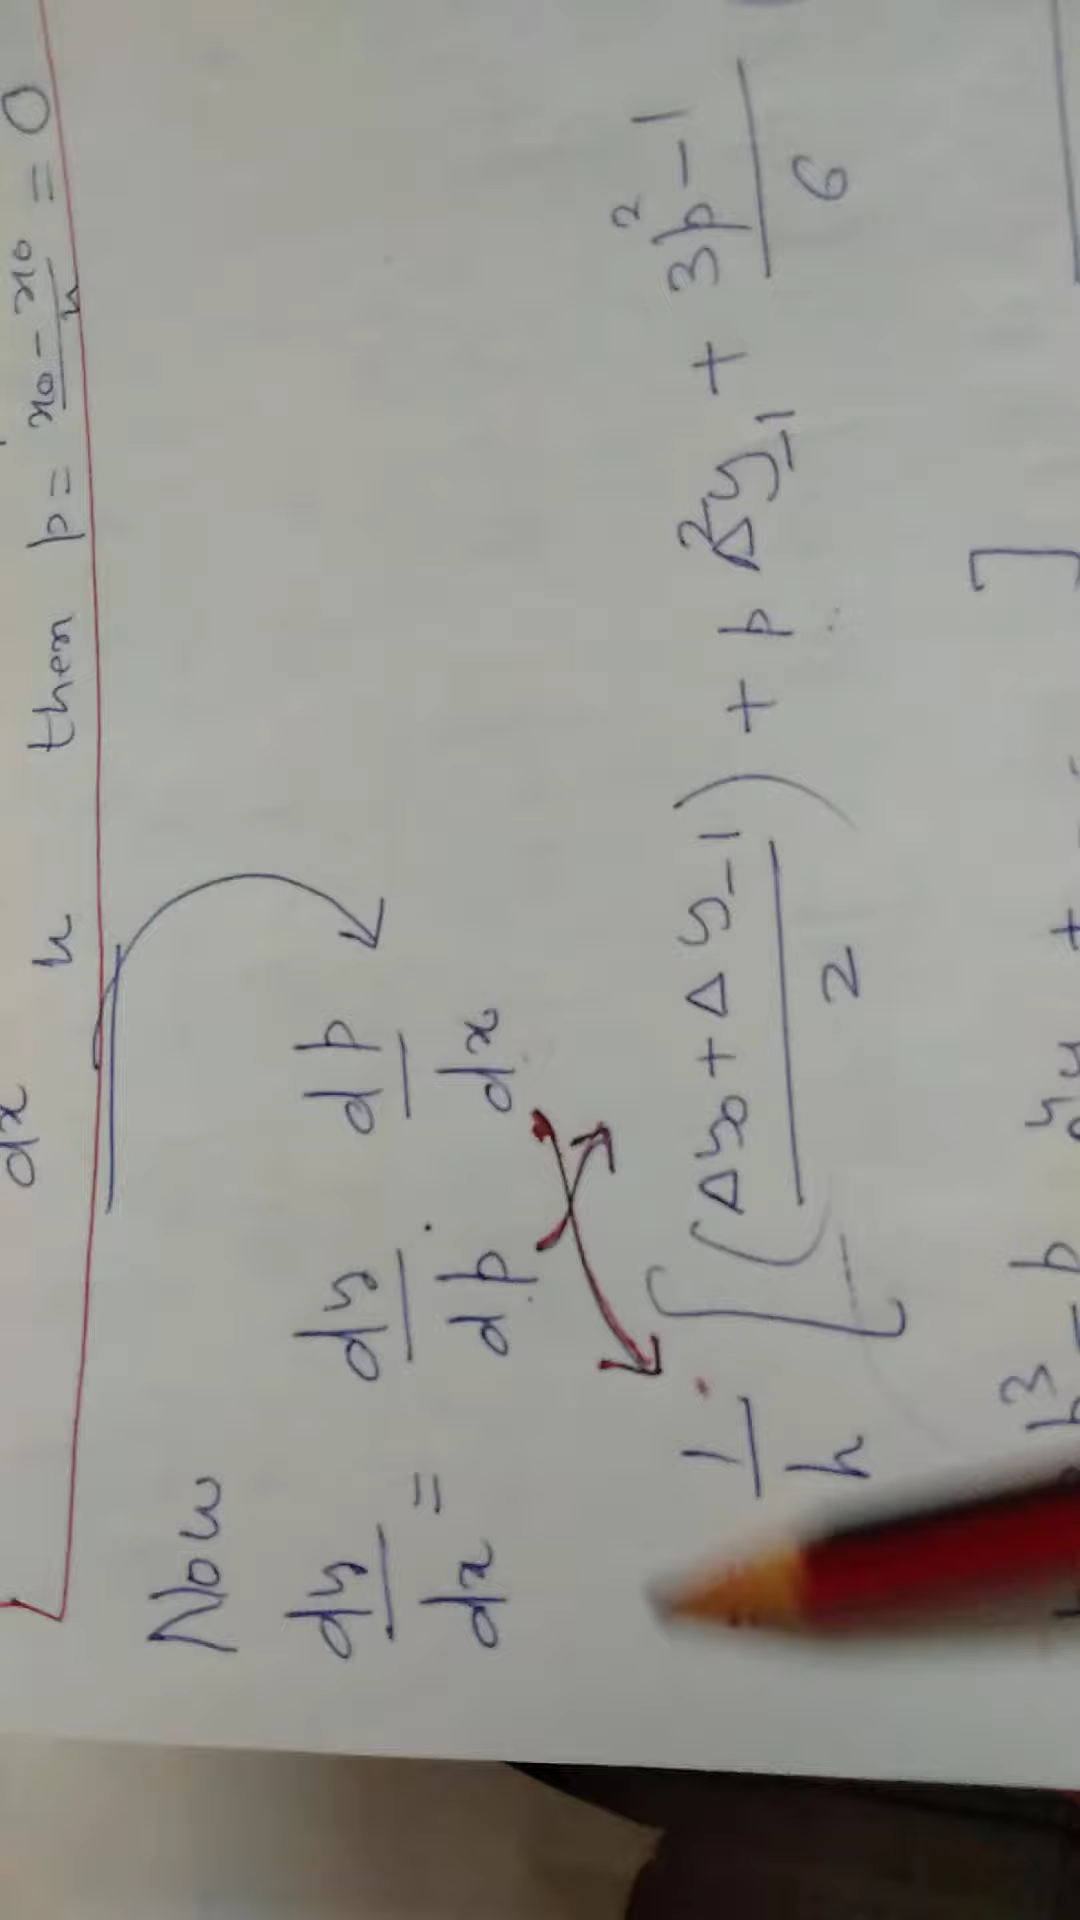 dx h then p = x0 - x0 / h = 0
Now
dy/dx = dy/dp . dp/dx
1/h [ ( Δy0 + Δy-1 / 2 ) + p Δ²y-1 + 3p² - 1 / 6
]